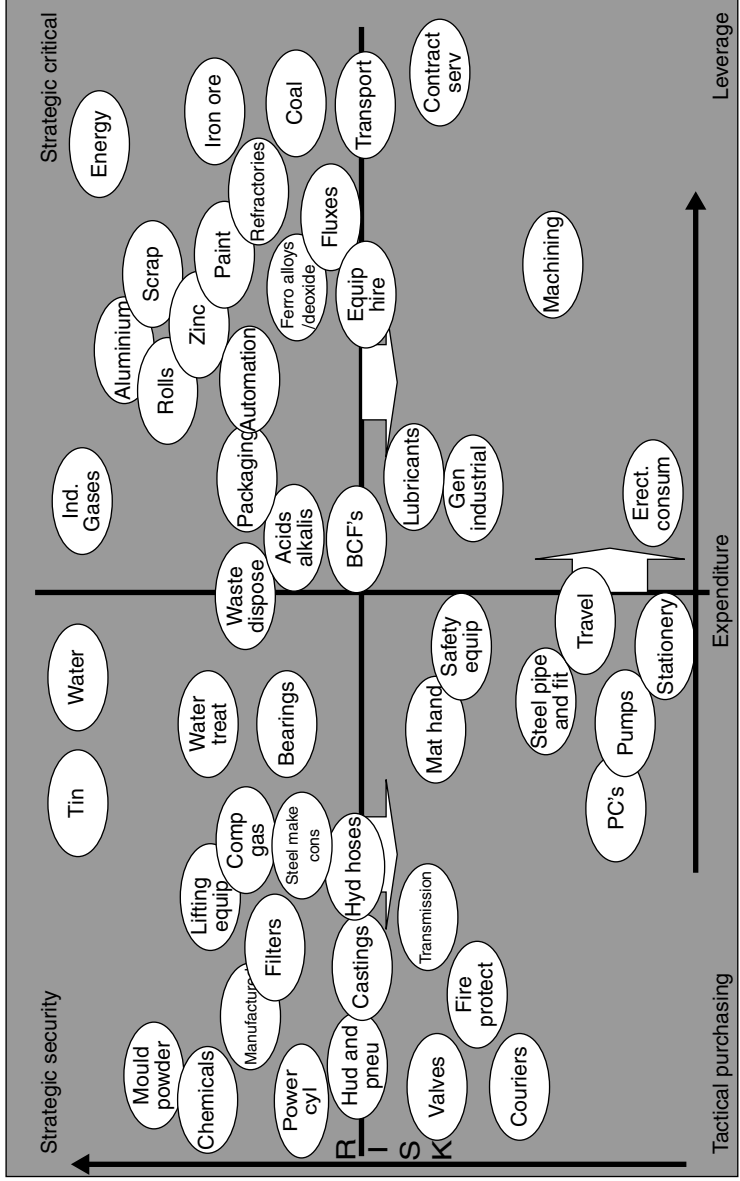 Strategic security
Strategic critical
Tin
Water
Ind.
Gases
Energy
Mould
powder
Aluminium
Scrap
Rolls
Chemicals
Lifting
equip
Water
treat
Zinc
Paint
Iron ore
Manufacture
Filters
Comp
gas
Waste
dispose
Packaging
Automation
Refractories
Power
cyl
Steel make
cons
Bearings
Acids
alkalis
Ferro alloys
/deoxide
Coal
Hud and
pneu
Castings
Hyd hoses
BCF's
Equip
hire
Fluxes
Transport
R
I
S
K
Valves
Transmission
Mat hand
Safety
equip
Lubricants
Gen
industrial
Contract
serv
Couriers
Fire
protect
Steel pipe
and fit
Travel
Machining
PC's
Pumps
Stationery
Erect.
consum
Tactical purchasing
Expenditure
Leverage